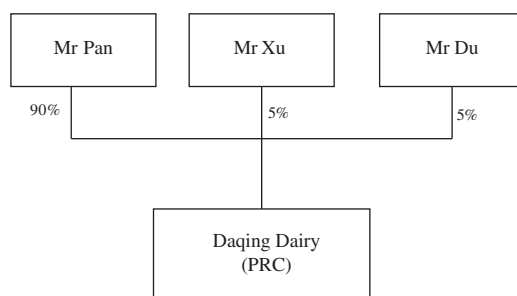 Mr Pan
Mr Xu
Mr Du
90%
5%
5%
Daqing Dairy
(PRC)